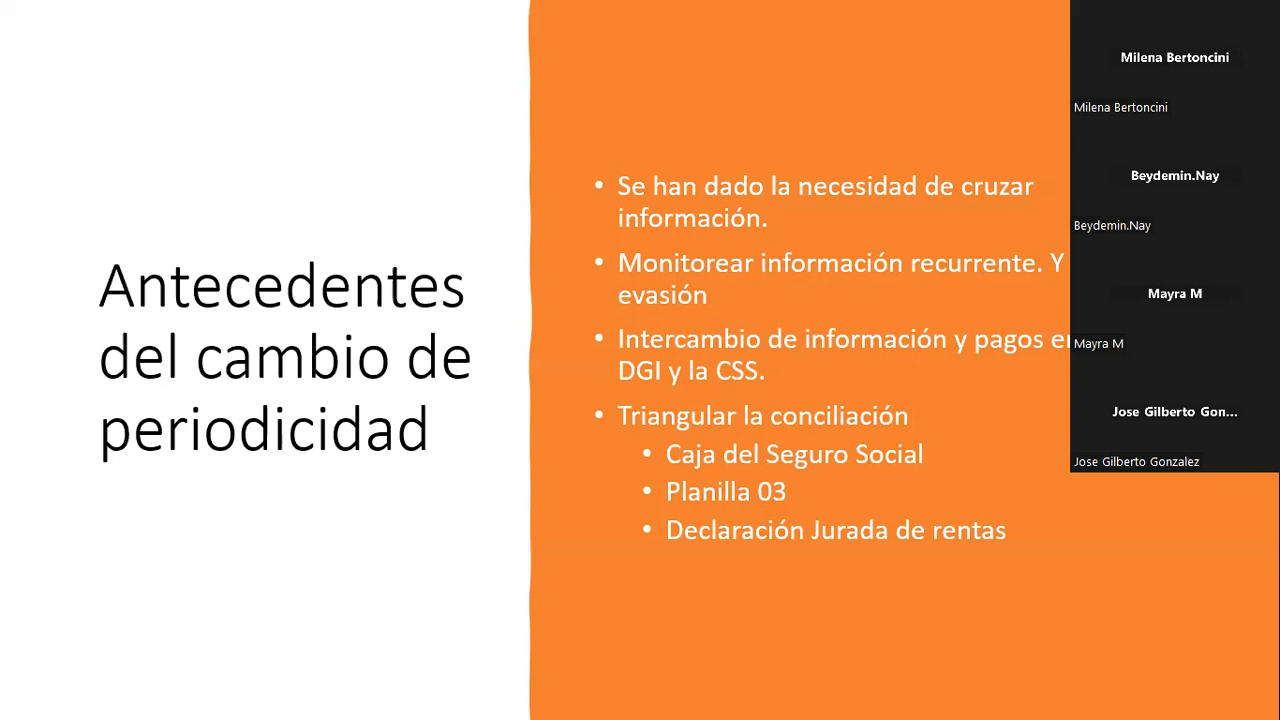 Antecedentes
del cambio de
periodicidad
• Se han dado la necesidad de cruzar
información.
• Monitorear información recurrente. Y
evasión
• Intercambio de información y pagos
DGI y la CSS.
• Triangular la conciliación
• Caja del Seguro Social
• Planilla 03
• Declaración Jurada de rentas
Milena Bertoncini
Milena Bertoncini
Beydemin.Nay
Beydemin.Nay
Mayra M
Mayra M
Jose Gilberto Gon...
Jose Gilberto Gonzalez